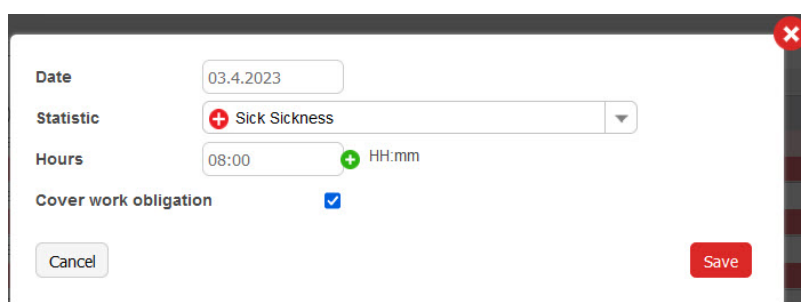 Date 03.4.2023
Statistic Sick Sickness
Hours 08:00 HH:mm
Cover work obligation
Cancel Save